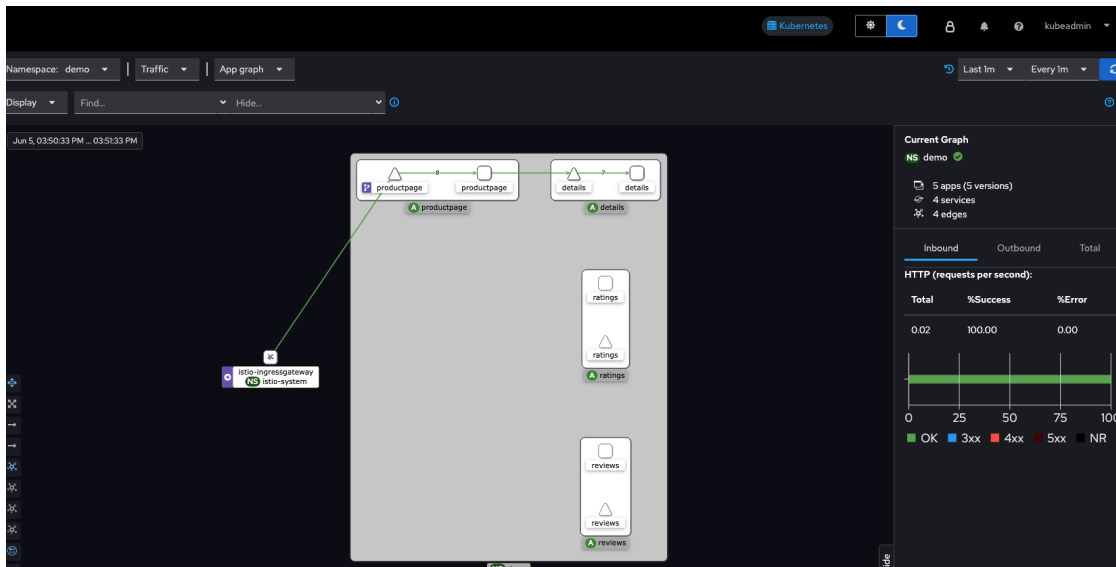 Kubernetes
kubeadmin
Namespace: demo
Traffic
App graph
Last 1m
Every 1m
Display
Find...
Hide...
Jun 5, 03:50:33 PM ... 03:51:33 PM
8
productpage
productpage
A productpage
7
details
details
A details
ratings
ratings
A ratings
istio-ingressgateway
NS istio-system
reviews
reviews
A reviews
Current Graph
NS demo
5 apps (5 versions)
4 services
4 edges
Inbound Outbound Total
HTTP (requests per second):
Total %Success %Error
0.02 100.00 0.00
0 25 50 75 100
OK 3xx 4xx 5xx NR